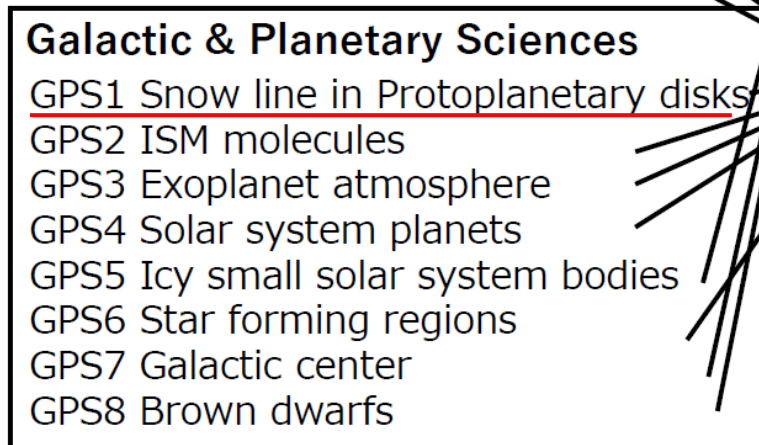 Galactic & Planetary Sciences
GPS1 Snow line in Protoplanetary disks
GPS2 ISM molecules
GPS3 Exoplanet atmosphere
GPS4 Solar system planets
GPS5 Icy small solar system bodies
GPS6 Star forming regions
GPS7 Galactic center
GPS8 Brown dwarfs